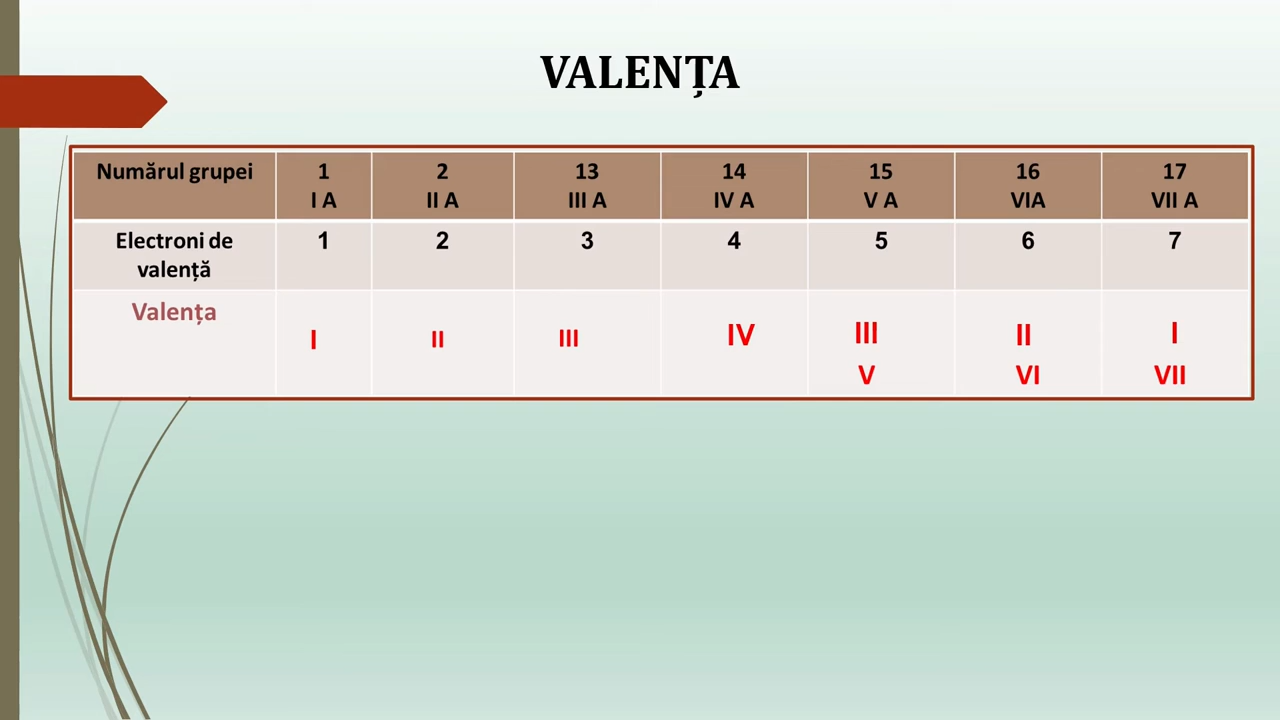 VALENȚA
Numărul grupei 1 2 13 14 15 16 17
I A II A III A IV A V A VIA VII A
Electroni de 1 2 3 4 5 6 7
valență
Valența
I II III IV III II I
V VI VII